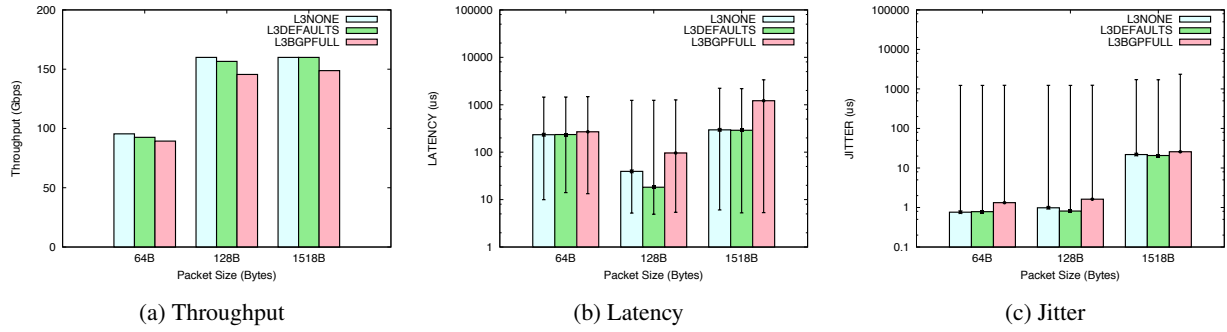 200
150
100
50
0
Throughput (Gbps)
L3NONE
L3DEFAULTS
L3BGPFULL
64B 128B 1518B
Packet Size (Bytes)
(a) Throughput
100000
10000
1000
100
10
1
LATENCY (us)
L3NONE
L3DEFAULTS
L3BGPFULL
64B 128B 1518B
Packet Size (Bytes)
(b) Latency
100000
10000
1000
100
10
1
0.1
JITTER (us)
L3NONE
L3DEFAULTS
L3BGPFULL
64B 128B 1518B
Packet Size (Bytes)
(c) Jitter